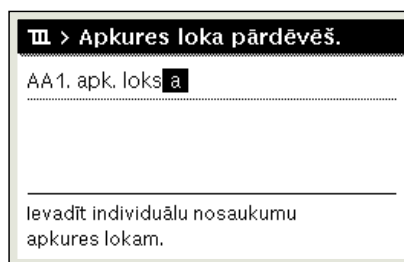 > Apkures loka pārdēvēš.
AA1. apk. loks a
Ievadīt individuālu nosaukumu
apkures lokam.